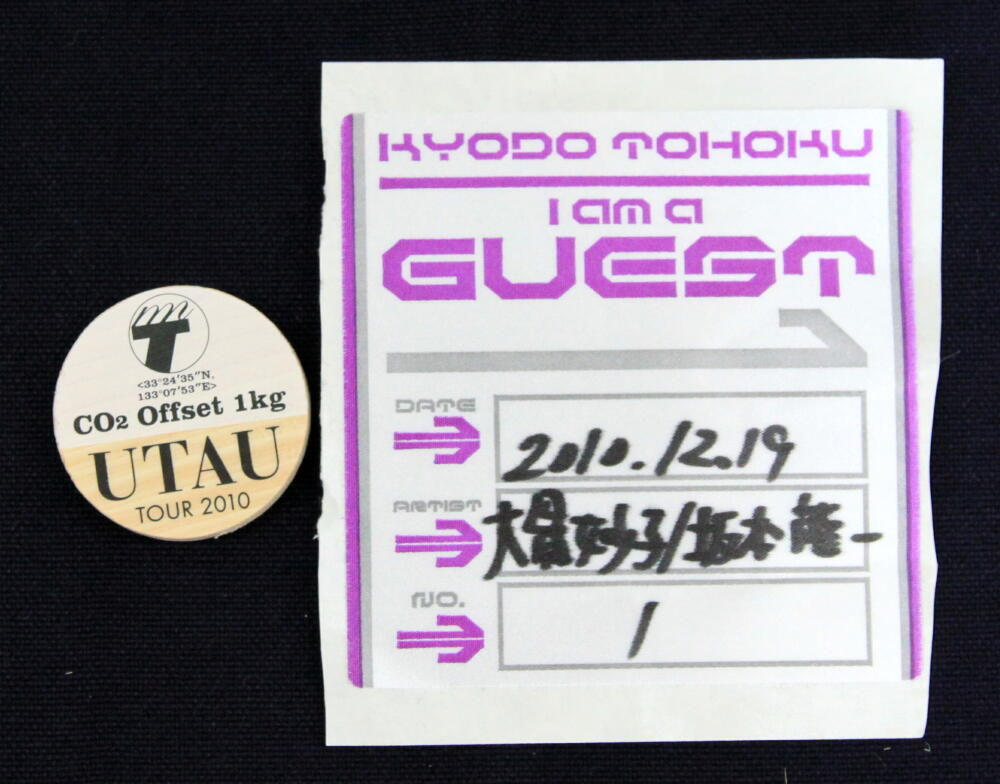 mT
<33°24'35"N,
133°07'53"E>
CO2 Offset 1kg
UTAU
TOUR 2010
KYODO TOHOKU
I am a
GUEST
DATE
2010.12.19
ARTIST
大貫妙子/坂本龍一
NO.
1